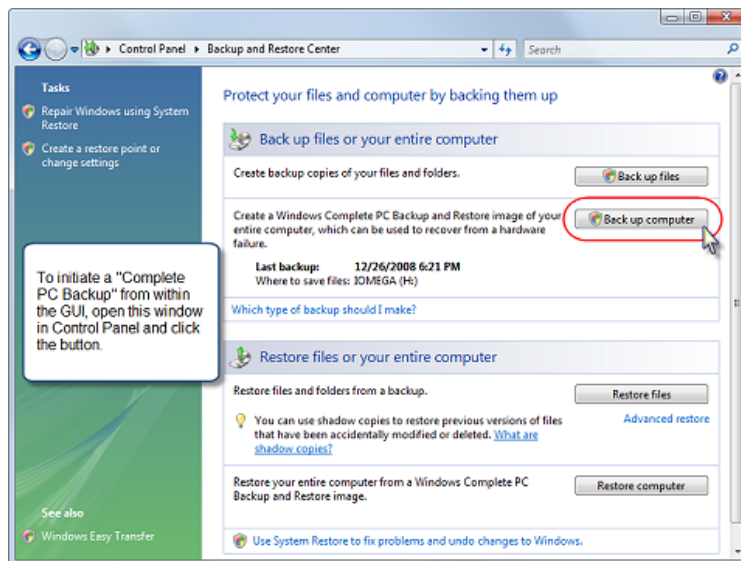 Control Panel ▸ Backup and Restore Center
Search
Tasks
Repair Windows using System
Restore
Create a restore point or
change settings
Protect your files and computer by backing them up
Back up files or your entire computer
Create backup copies of your files and folders.
Back up files
Create a Windows Complete PC Backup and Restore image of your
entire computer, which can be used to recover from a hardware
failure.
Back up computer
Last backup: 12/26/2008 6:21 PM
Where to save files: IOMEGA (H:)
Which type of backup should I make?
To initiate a "Complete
PC Backup" from within
the GUI, open this window
in Control Panel and click
the button.
Restore files or your entire computer
Restore files and folders from a backup.
Restore files
You can use shadow copies to restore previous versions of files
that have been accidentally modified or deleted. What are
shadow copies?
Advanced restore
Restore your entire computer from a Windows Complete PC
Backup and Restore image.
Restore computer
See also
Windows Easy Transfer
Use System Restore to fix problems and undo changes to Windows.